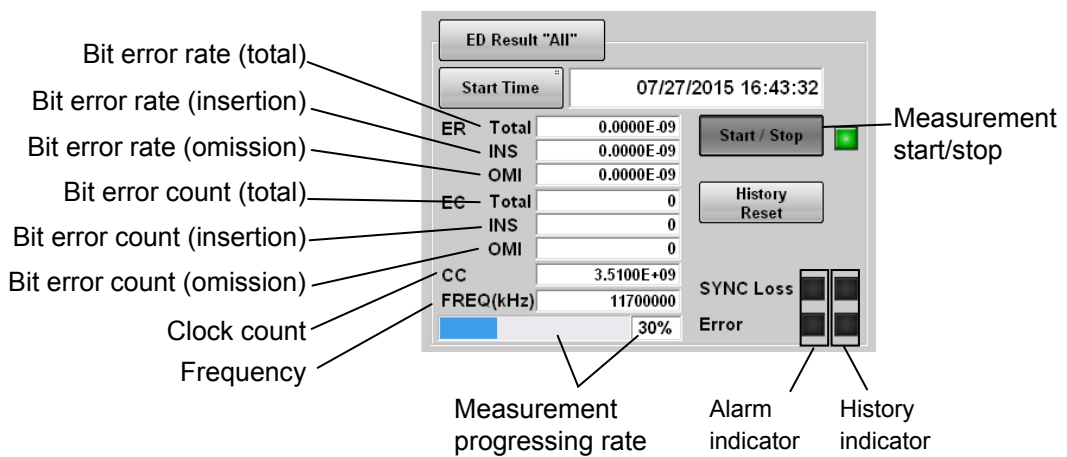 ED Result "All"
Start Time
07/27/2015 16:43:32
Bit error rate (total)
Bit error rate (insertion)
Bit error rate (omission)
Bit error count (total)
Bit error count (insertion)
Bit error count (omission)
Clock count
Frequency
ER Total 0.0000E-09
INS 0.0000E-09
OMI 0.0000E-09
EC Total 0
INS 0
OMI 0
CC 3.5100E+09
FREQ(kHz) 11700000
30%
Start / Stop
History
Reset
SYNC Loss
Error
Measurement
start/stop
Measurement
progressing rate
Alarm
indicator
History
indicator